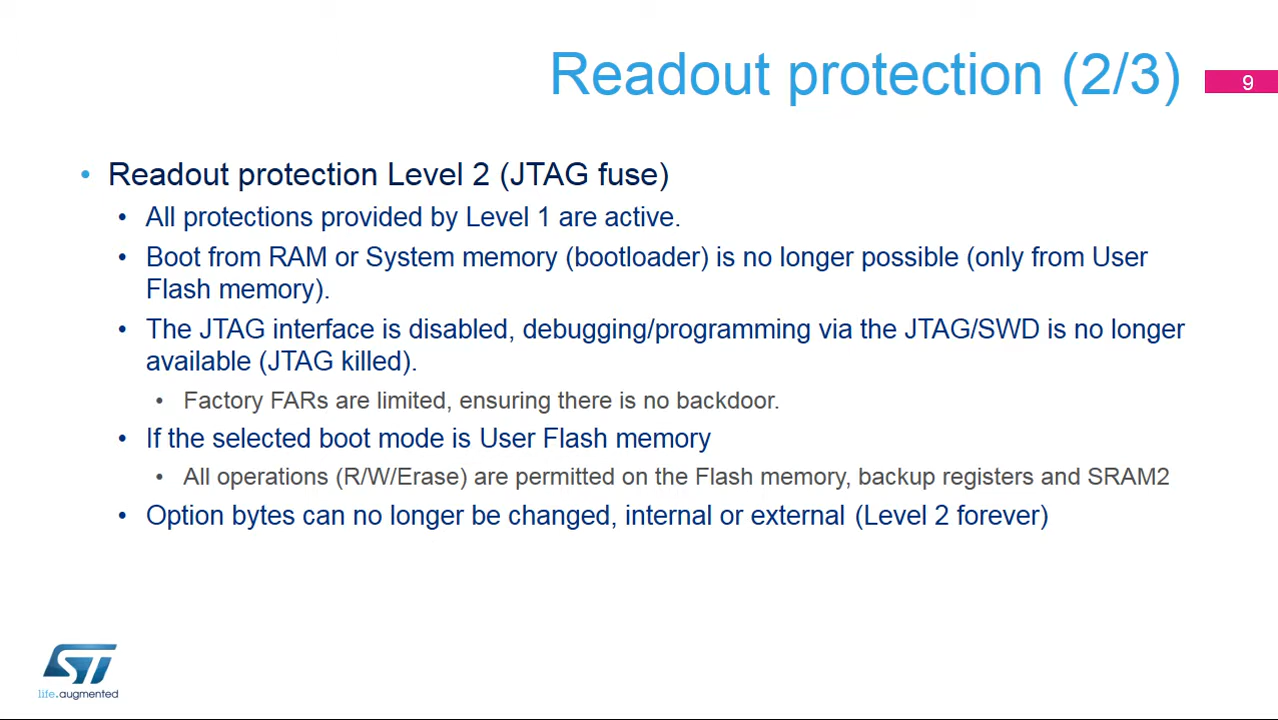 Readout protection (2/3)
9
• Readout protection Level 2 (JTAG fuse)
• All protections provided by Level 1 are active.
• Boot from RAM or System memory (bootloader) is no longer possible (only from User
Flash memory).
• The JTAG interface is disabled, debugging/programming via the JTAG/SWD is no longer
available (JTAG killed).
• Factory FARs are limited, ensuring there is no backdoor.
• If the selected boot mode is User Flash memory
• All operations (R/W/Erase) are permitted on the Flash memory, backup registers and SRAM2
• Option bytes can no longer be changed, internal or external (Level 2 forever)
ST
life.augmented